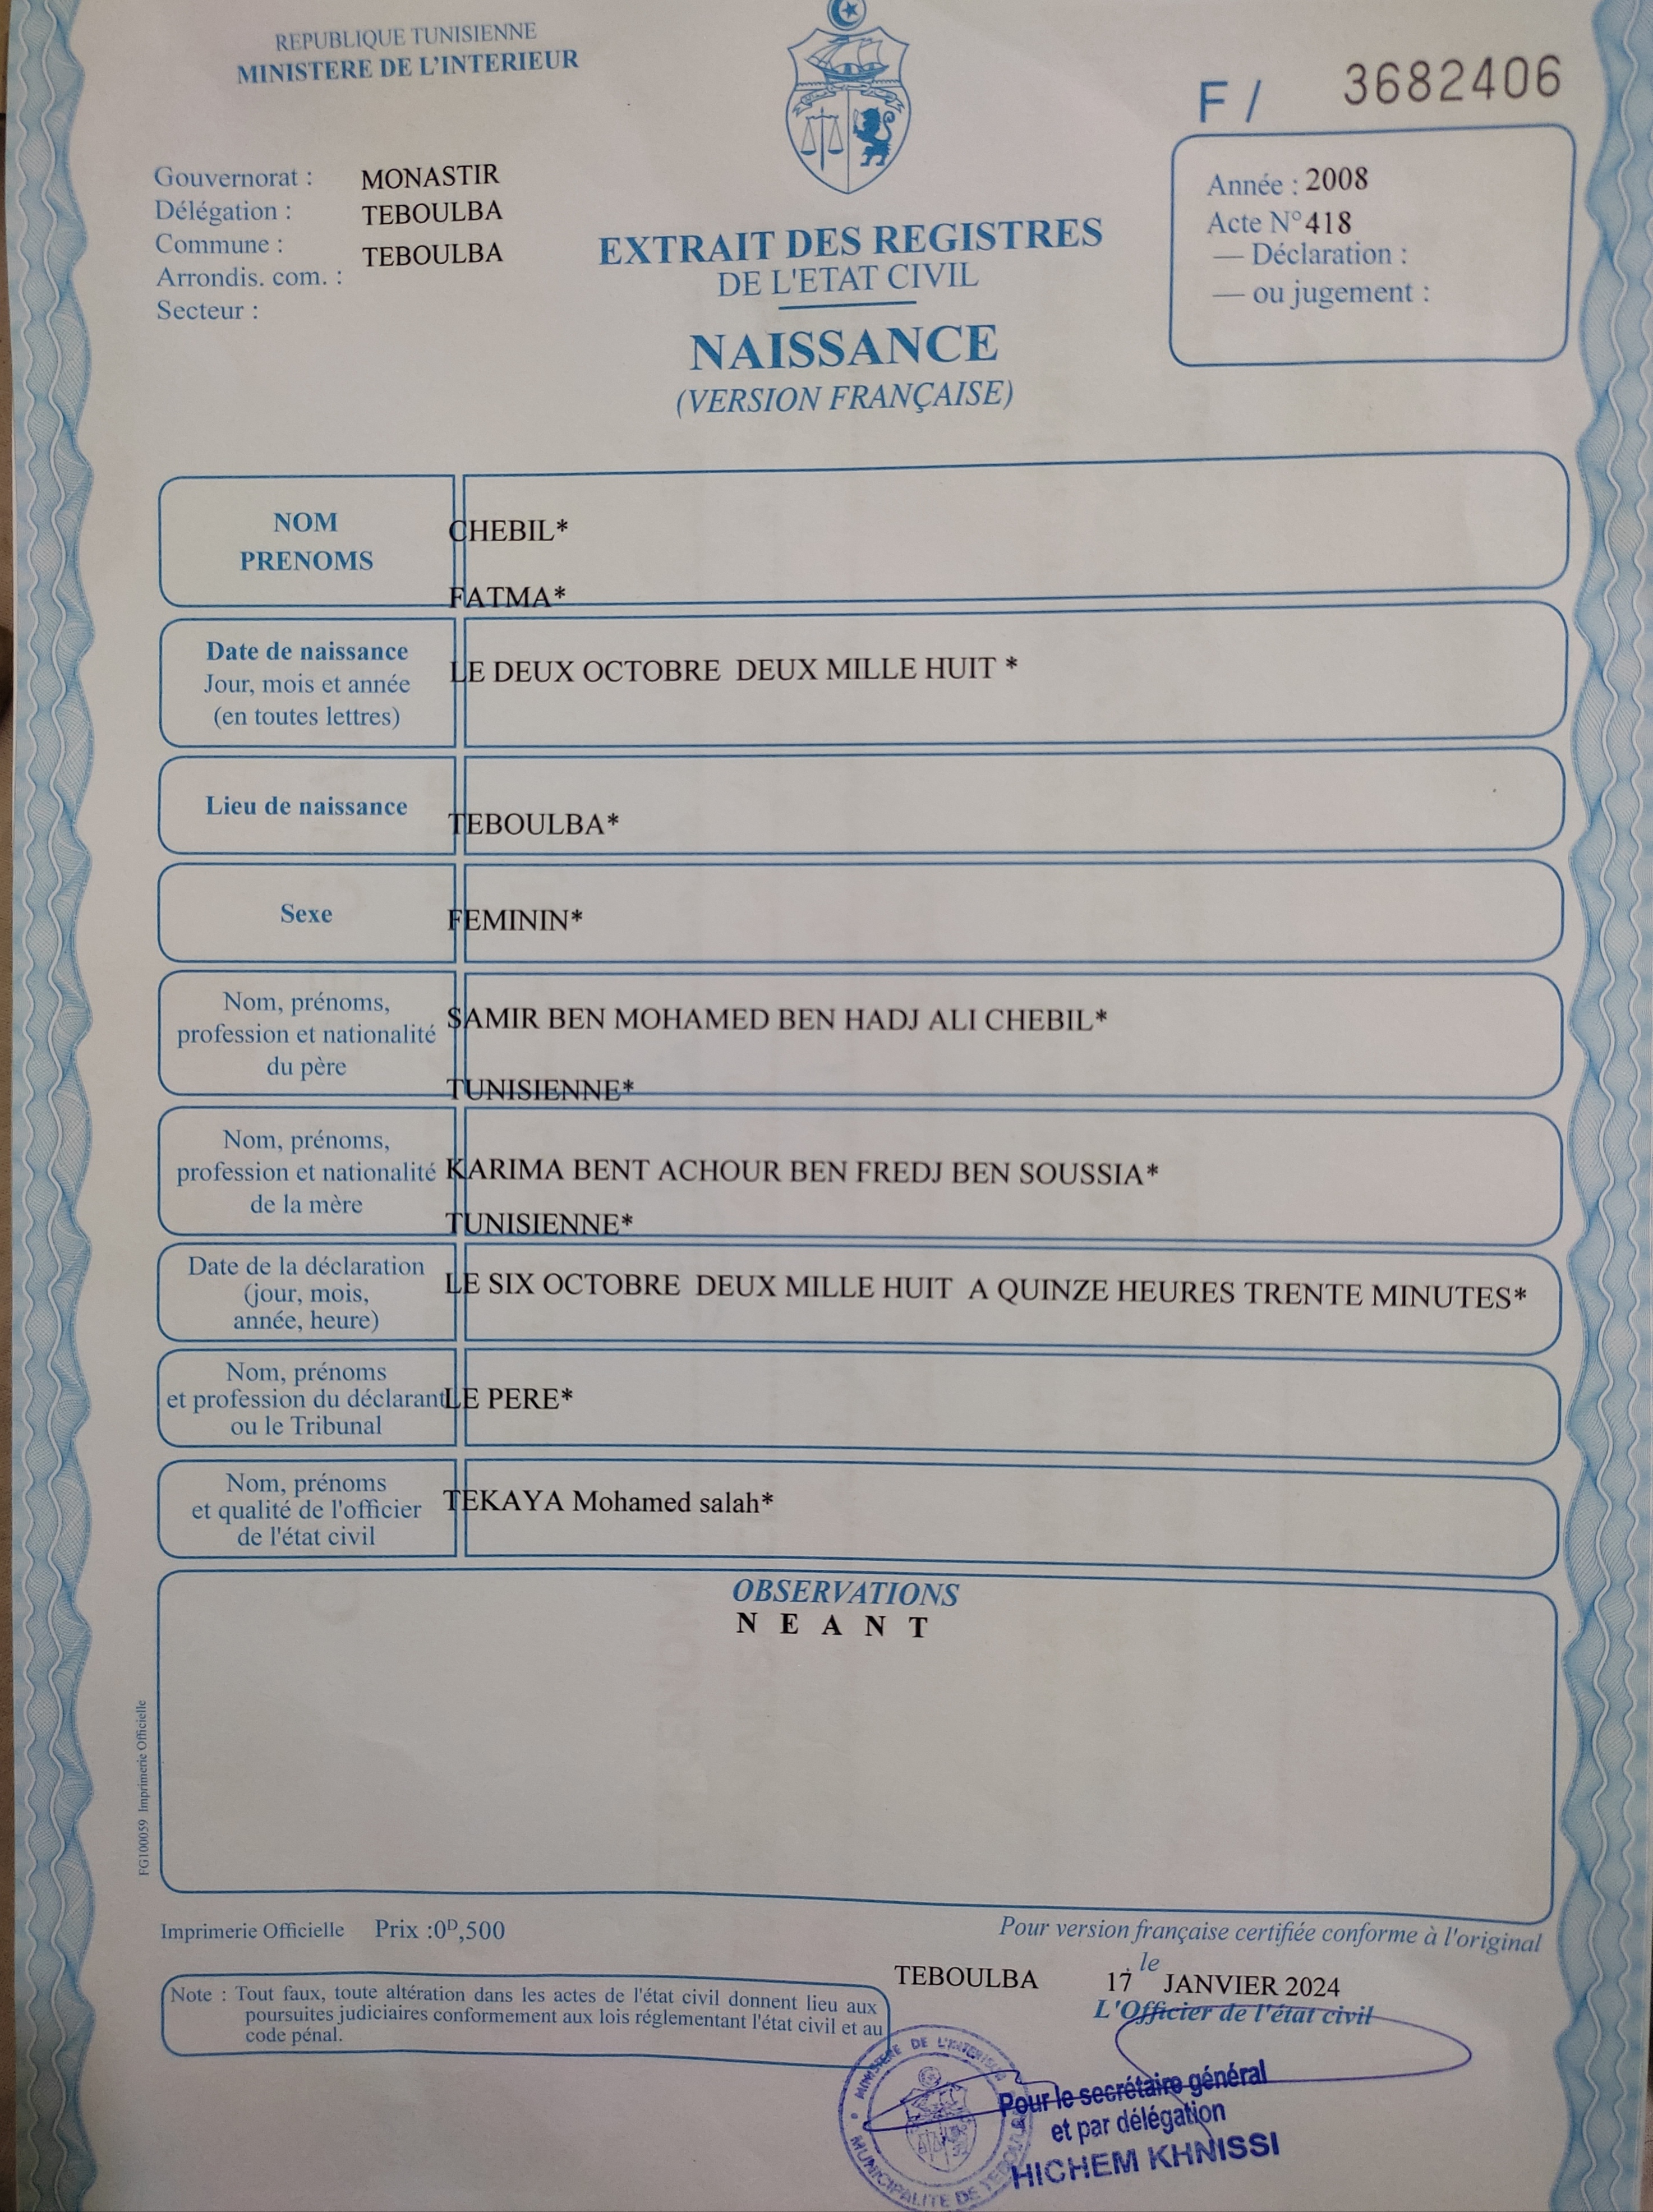 REPUBLIQUE TUNISIENNE
MINISTERE DE L'INTERIEUR
F / 3682406
Gouvernorat : MONASTIR
Délégation : TEBOULBA
Commune : TEBOULBA
Arrondis. com. :
Secteur :
EXTRAIT DES REGISTRES
DE L'ETAT CIVIL
NAISSANCE
(VERSION FRANÇAISE)
Année : 2008
Acte N° 418
— Déclaration :
— ou jugement :
NOM
PRENOMS
CHEBIL*
FATMA*
Date de naissance
Jour, mois et année
(en toutes lettres)
LE DEUX OCTOBRE DEUX MILLE HUIT *
Lieu de naissance
TEBOULBA*
Sexe
FEMININ*
Nom, prénoms,
profession et nationalité
du père
SAMIR BEN MOHAMED BEN HADJ ALI CHEBIL*
TUNISIENNE*
Nom, prénoms,
profession et nationalité
de la mère
KARIMA BENT ACHOUR BEN FREDJ BEN SOUSSIA*
TUNISIENNE*
Date de la déclaration
(jour, mois,
année, heure)
LE SIX OCTOBRE DEUX MILLE HUIT A QUINZE HEURES TRENTE MINUTES*
Nom, prénoms
et profession du déclarant
ou le Tribunal
LE PERE*
Nom, prénoms
et qualité de l'officier
de l'état civil
TEKAYA Mohamed salah*
OBSERVATIONS
N E A N T
FG100059 Imprimerie Officielle
Imprimerie Officielle Prix :0ᴰ,500
Pour version française certifiée conforme à l'original
TEBOULBA le 17 JANVIER 2024
L'Officier de l'état civil
Note : Tout faux, toute altération dans les actes de l'état civil donnent lieu aux
poursuites judiciaires conformement aux lois réglementant l'état civil et au
code pénal.
MINISTERE DE L'INTERIEUR
MUNICIPALITE DE TEBOULBA
Pour le secrétaire général
et par délégation
HICHEM KHNISSI